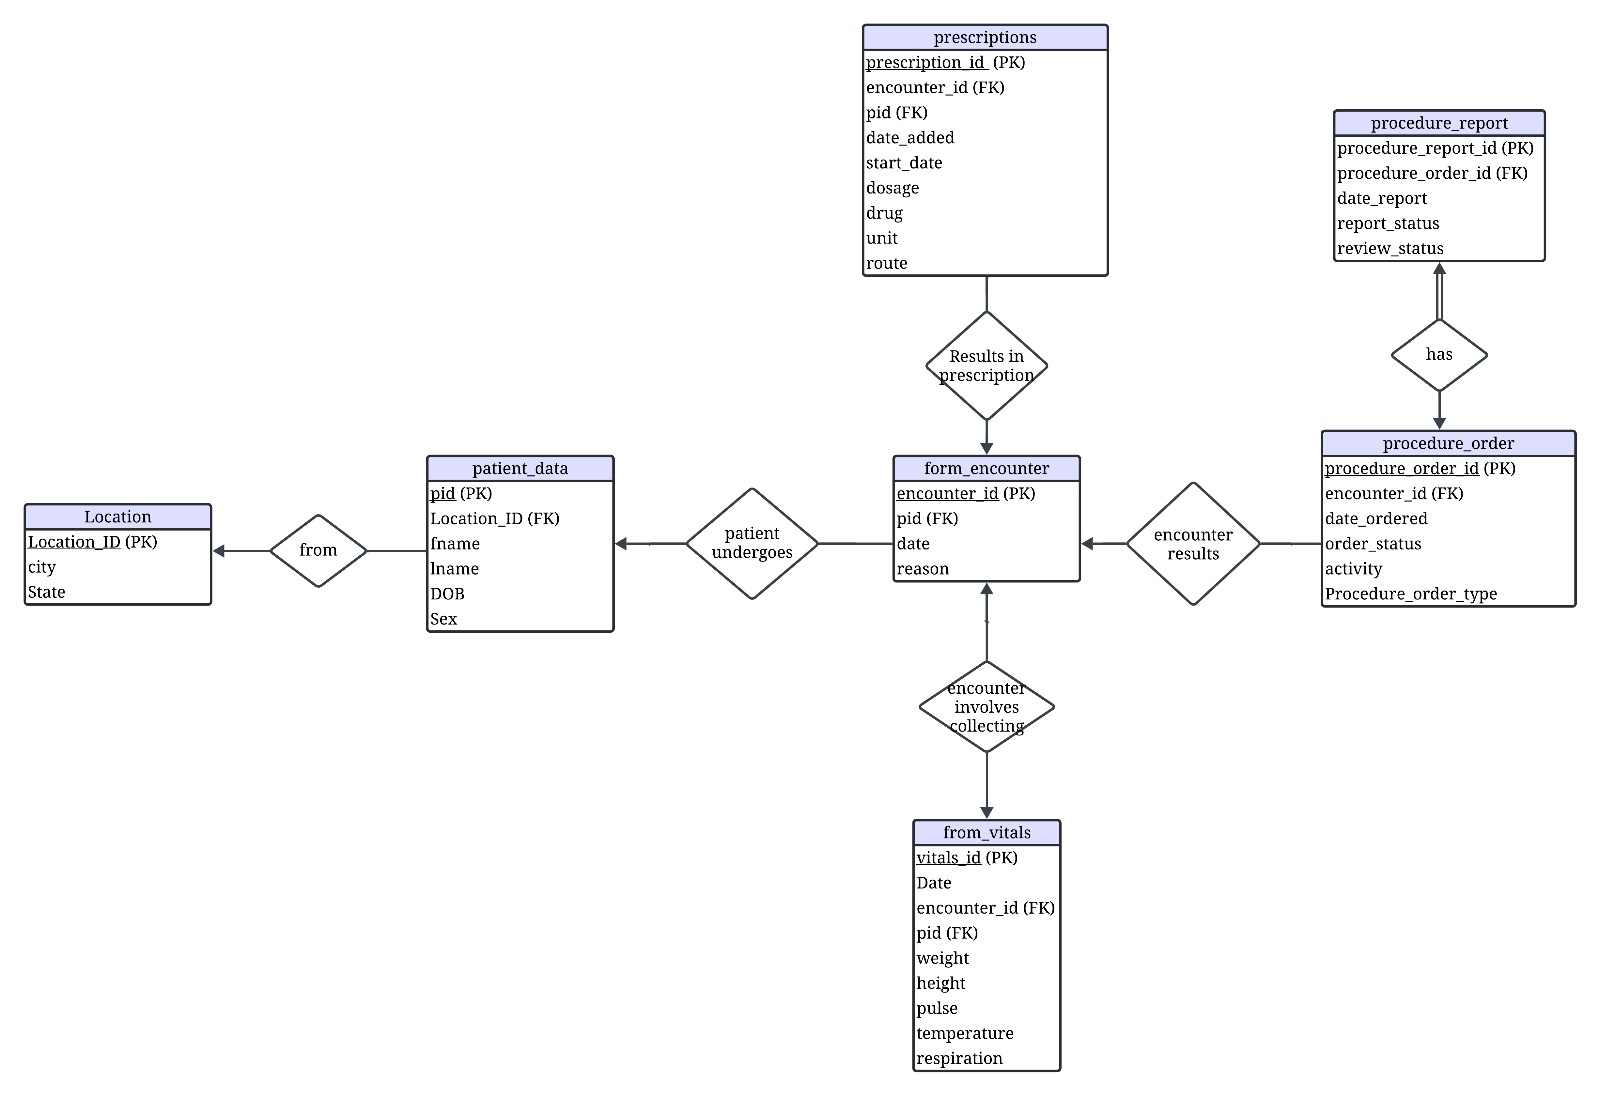 prescriptions
prescription_id (PK)
encounter_id (FK)
pid (FK)
date_added
start_date
dosage
drug
unit
route
procedure_report
procedure_report_id (PK)
procedure_order_id (FK)
date_report
report_status
review_status
Results in
prescription
has
Location
Location_ID (PK)
city
State
from
patient_data
pid (PK)
Location_ID (FK)
fname
lname
DOB
Sex
patient
undergoes
form_encounter
encounter_id (PK)
pid (FK)
date
reason
encounter
results
procedure_order
procedure_order_id (PK)
encounter_id (FK)
date_ordered
order_status
activity
Procedure_order_type
encounter
involves
collecting
from_vitals
vitals_id (PK)
Date
encounter_id (FK)
pid (FK)
weight
height
pulse
temperature
respiration